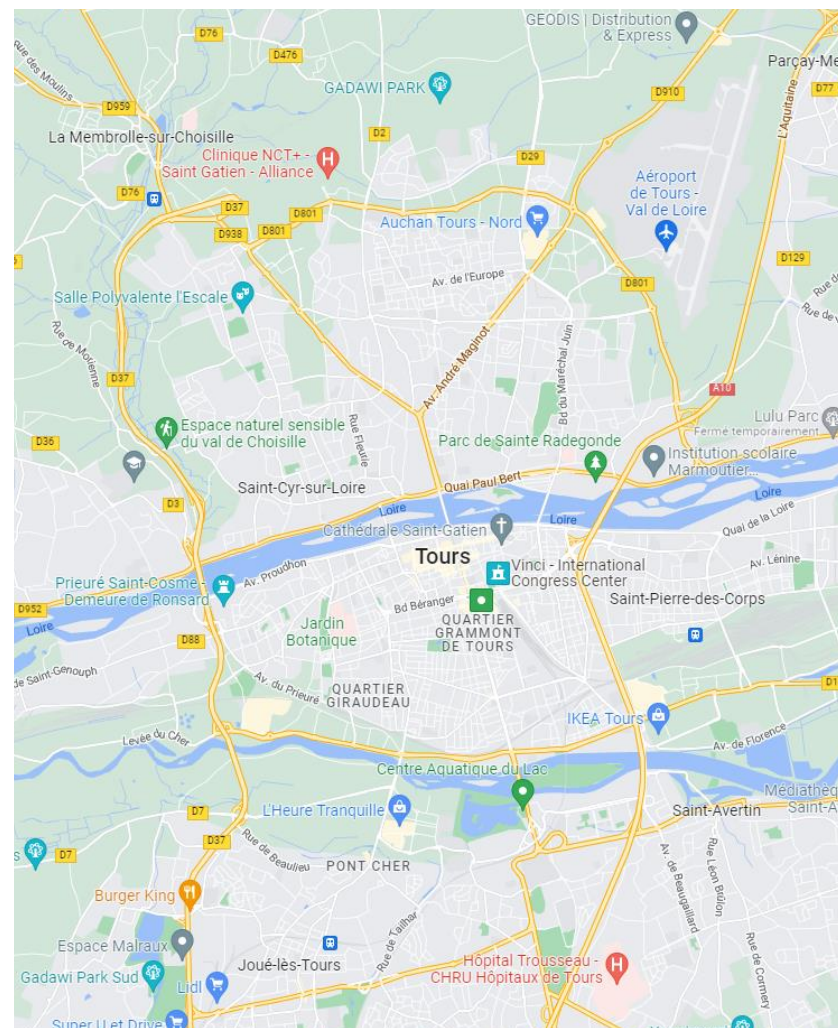 GEODIS | Distribution
& Express
D76
D476
Parçay-Me
Rue des Moulins
GADAWI PARK
D910
D77
D959
L'Aquitaine
La Membrolle-sur-Choisille
D2
Clinique NCT+ -
Saint Gatien - Alliance
D29
Aéroport
de Tours -
Val de Loire
D76
D37
D801
Auchan Tours - Nord
D938
D801
D129
Av. de l'Europe
D801
Salle Polyvalente l'Escale
Rue de Morienne
Av. André Maginot
Bd du Maréchal Juin
D37
A10
Rue Fleurie
Lulu Parc
Fermé temporairement
Espace naturel sensible
du val de Choisille
D36
Parc de Sainte Radegonde
Institution scolaire
Marmoutier...
Saint-Cyr-sur-Loire
Quai Paul Bert
Loire
D3
Loire
Loire
Quai de la Loire
Cathédrale Saint-Gatien
Tours
Av. Proudhon
Vinci - International
Congress Center
Av. Lénine
Prieuré Saint-Cosme -
Demeure de Ronsard
D952
Bd Béranger
Saint-Pierre-des-Corps
Loire
Jardin
Botanique
QUARTIER
GRAMMONT
DE TOURS
D88
de Saint-Genouph
Av. du Prieuré
QUARTIER
GIRAUDEAU
D1
IKEA Tours
Levée du Cher
Av. de Florence
Centre Aquatique du Lac
Médiathèq
Saint-A
D7
L'Heure Tranquille
Saint-Avertin
D37
D7
Rue de Beaulieu
PONT CHER
Av. de Beaugaillard
Rue Léon Brûlon
Burger King
Espace Malraux
Rue de Tailhar
Rue de Cormery
Joué-lès-Tours
Hôpital Trousseau -
CHRU Hôpitaux de Tours
Gadawi Park Sud
Lidl
Super U et Drive